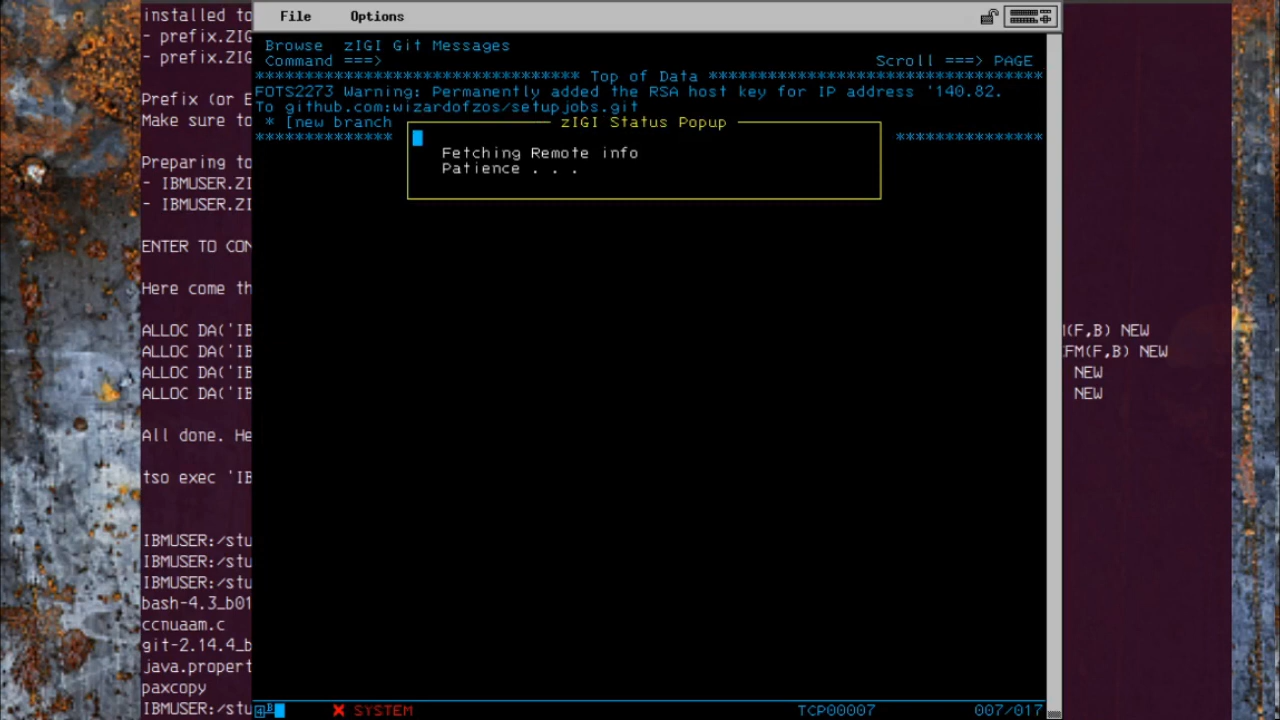 File Options
Browse zIGI Git Messages
Command ===> Scroll ===> PAGE
******************************** Top of Data **********************************
FOTS2273 Warning: Permanently added the RSA host key for IP address '140.82.
To github.com:wizardofzos/setupjobs.git
* [new branch
************** ***************
zIGI Status Popup
Fetching Remote info
Patience . . .
SYSTEM TCP00007 007/017
installed to
- prefix.ZIG
- prefix.ZIG
Prefix (or E
Make sure to
Preparing to
- IBMUSER.ZI
- IBMUSER.ZI
ENTER TO CON
Here come th
ALLOC DA('IB (F,B) NEW
ALLOC DA('IB FM(F,B) NEW
ALLOC DA('IB NEW
ALLOC DA('IB NEW
All done. He
tso exec 'IB
IBMUSER:/stu
IBMUSER:/stu
IBMUSER:/stu
bash-4.3_b01
ccnuaam.c
git-2.14.4_b
java.propert
paxcopy
IBMUSER:/stu